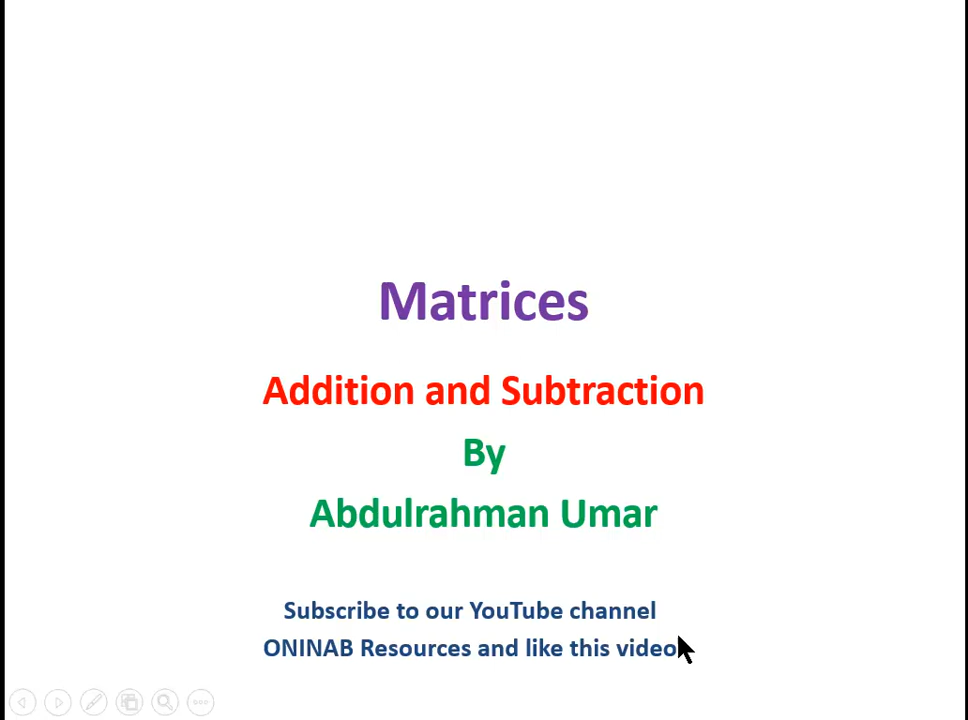 Matrices
Addition and Subtraction
By
Abdulrahman Umar
Subscribe to our YouTube channel
ONINAB Resources and like this video